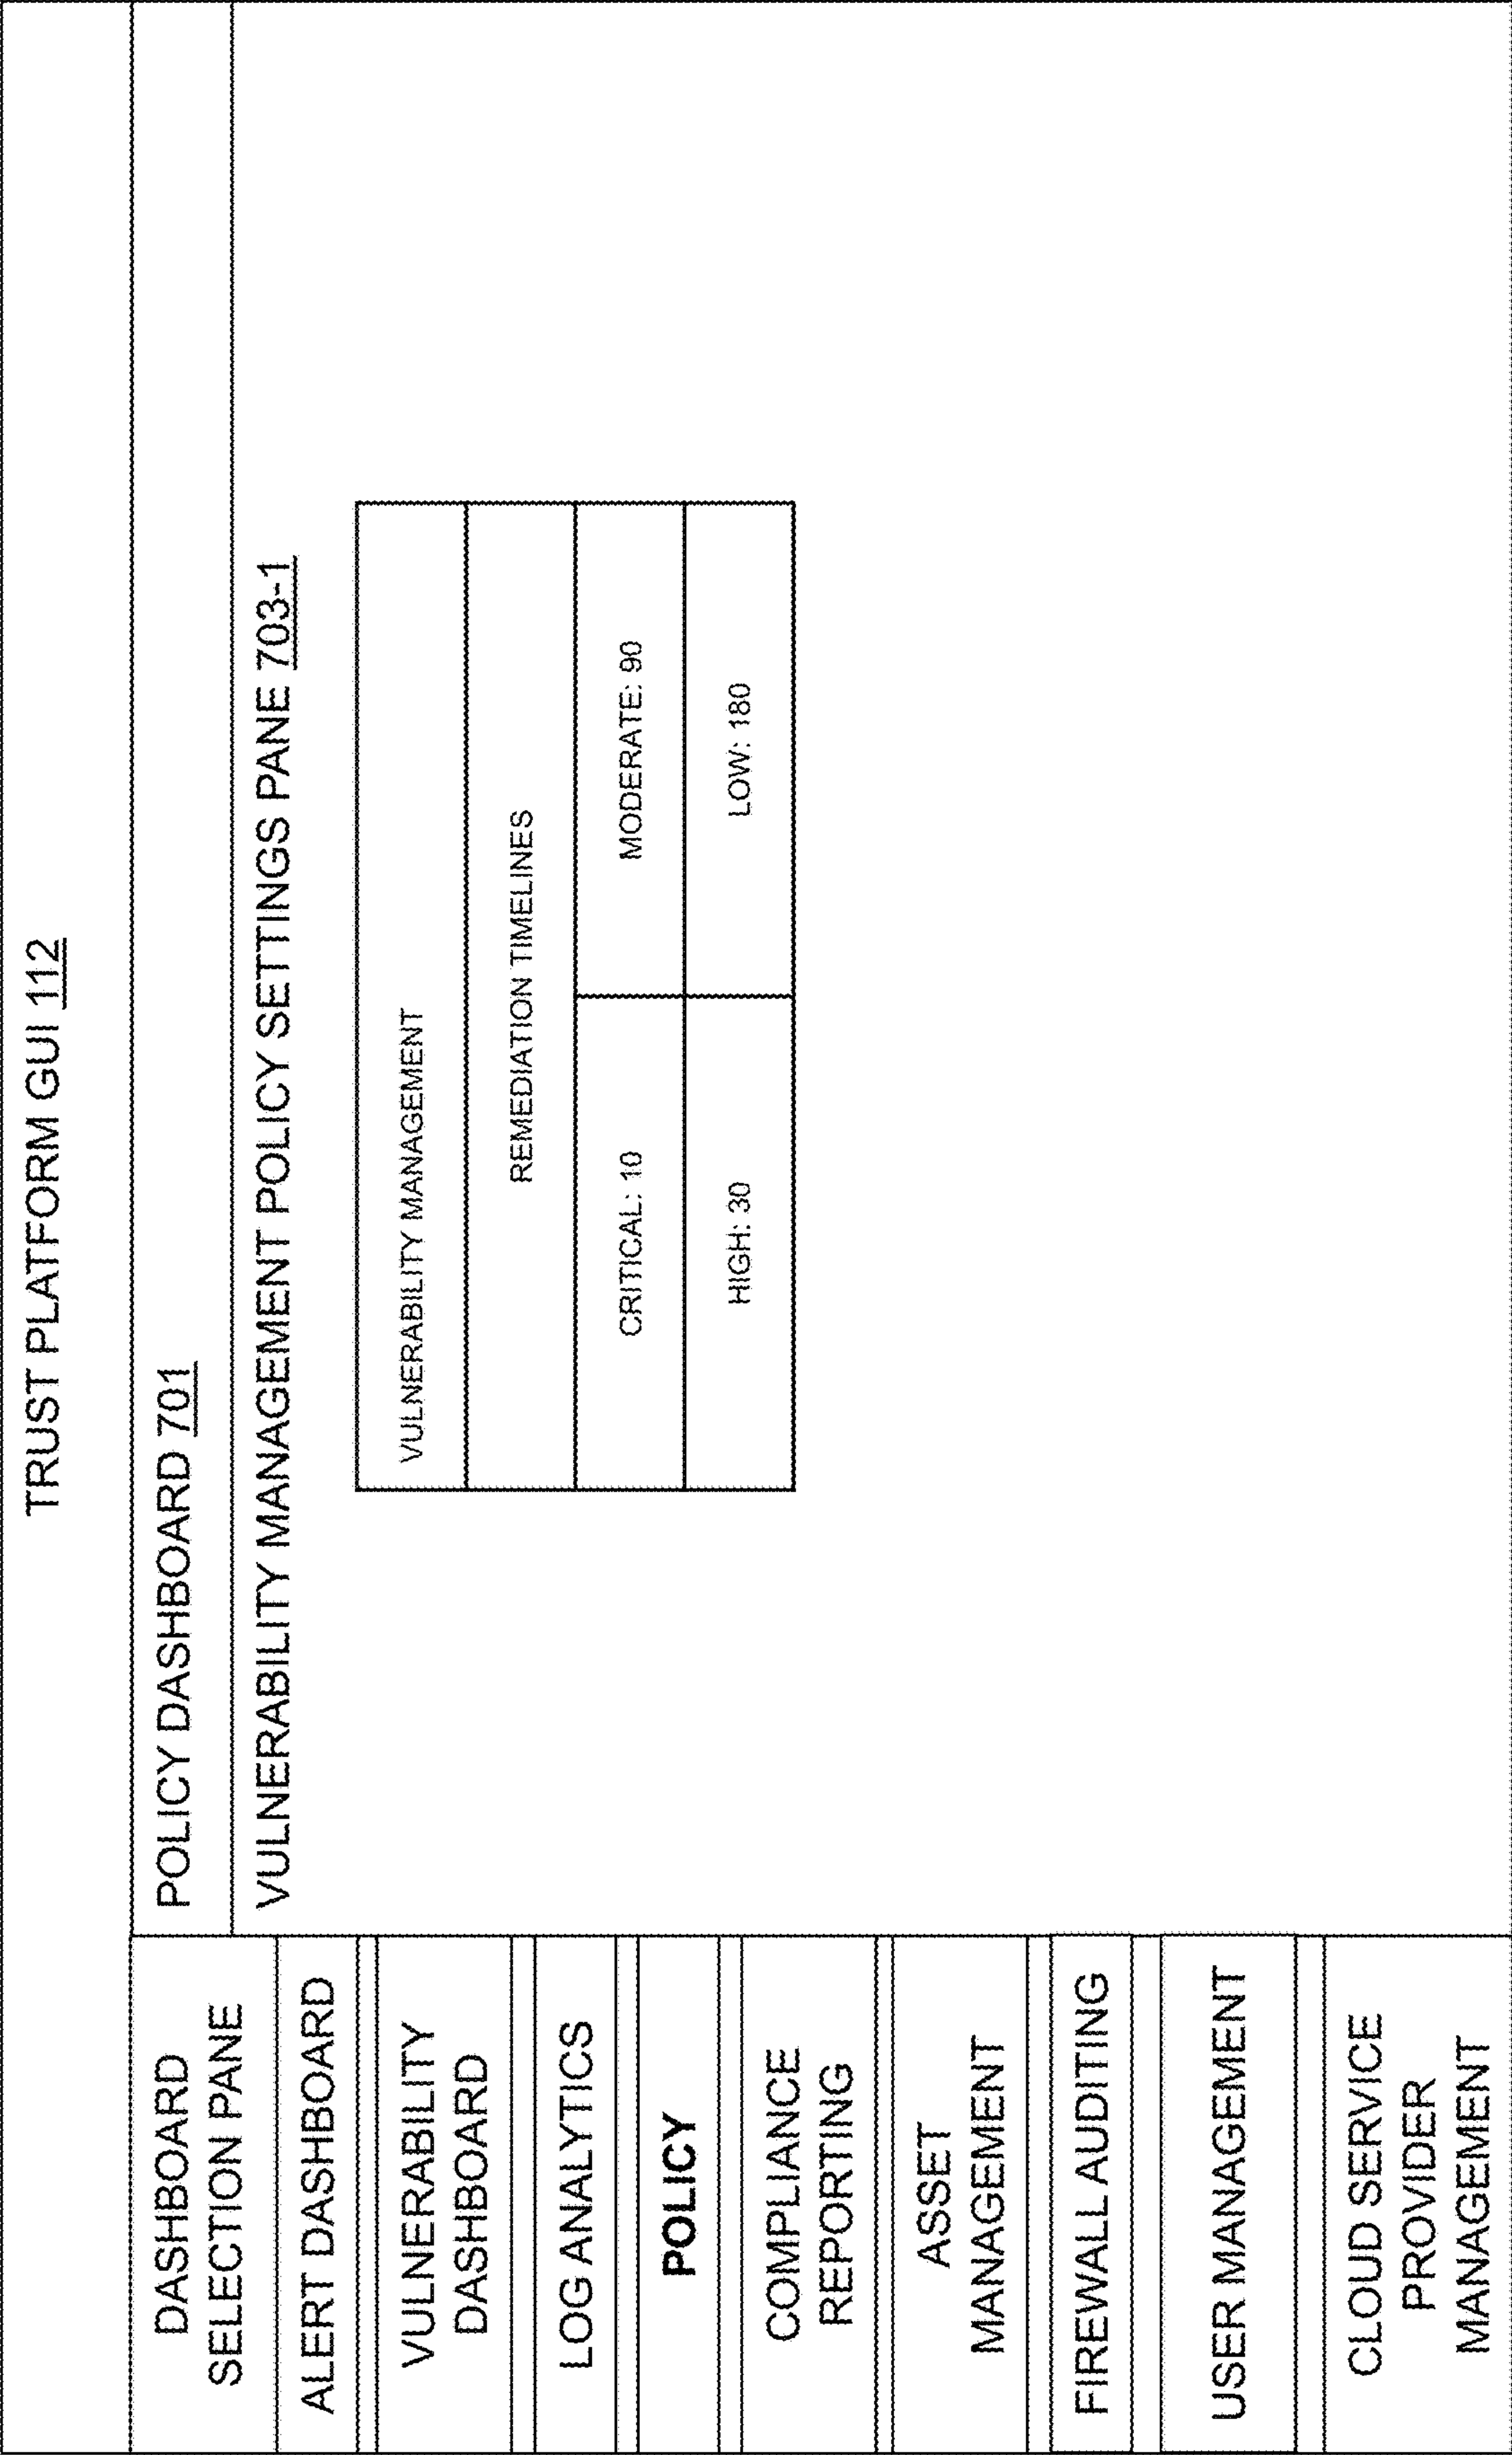 TRUST PLATFORM GUI 112
DASHBOARD
SELECTION PANE
ALERT DASHBOARD
VULNERABILITY
DASHBOARD
LOG ANALYTICS
POLICY
COMPLIANCE
REPORTING
ASSET
MANAGEMENT
FIREWALL AUDITING
USER MANAGEMENT
CLOUD SERVICE
PROVIDER
MANAGEMENT
POLICY DASHBOARD 701
VULNERABILITY MANAGEMENT POLICY SETTINGS PANE 703-1
VULNERABILITY MANAGEMENT
REMEDIATION TIMELINES
CRITICAL: 10
MODERATE: 90
HIGH: 30
LOW: 180